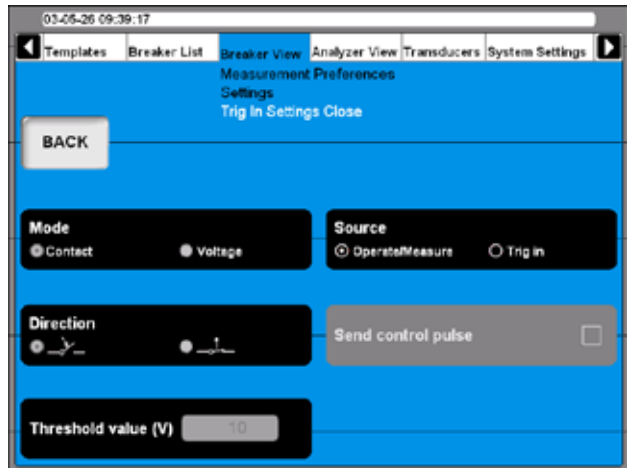 03-05-26 09:39:17
Templates Breaker List Breaker View Analyzer View Transducers System Settings
Measurement Preferences
Settings
Trig In Settings Close
BACK
Mode
Contact Voltage
Source
Operate/Measure Trig in
Direction
Send control pulse
Threshold value (V) 10